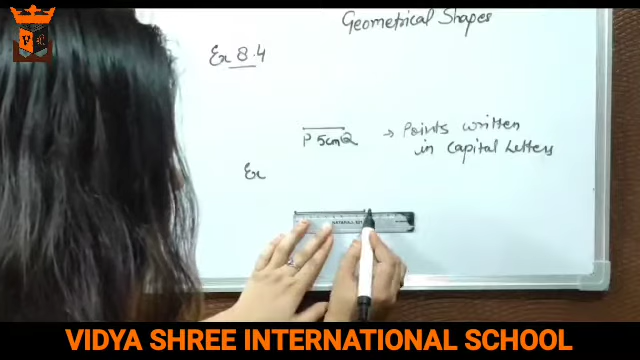 Geometrical Shapes
Ex 8.4
P 5cm Q → Points written
in Capital Letters
Ex
VIDYA SHREE INTERNATIONAL SCHOOL